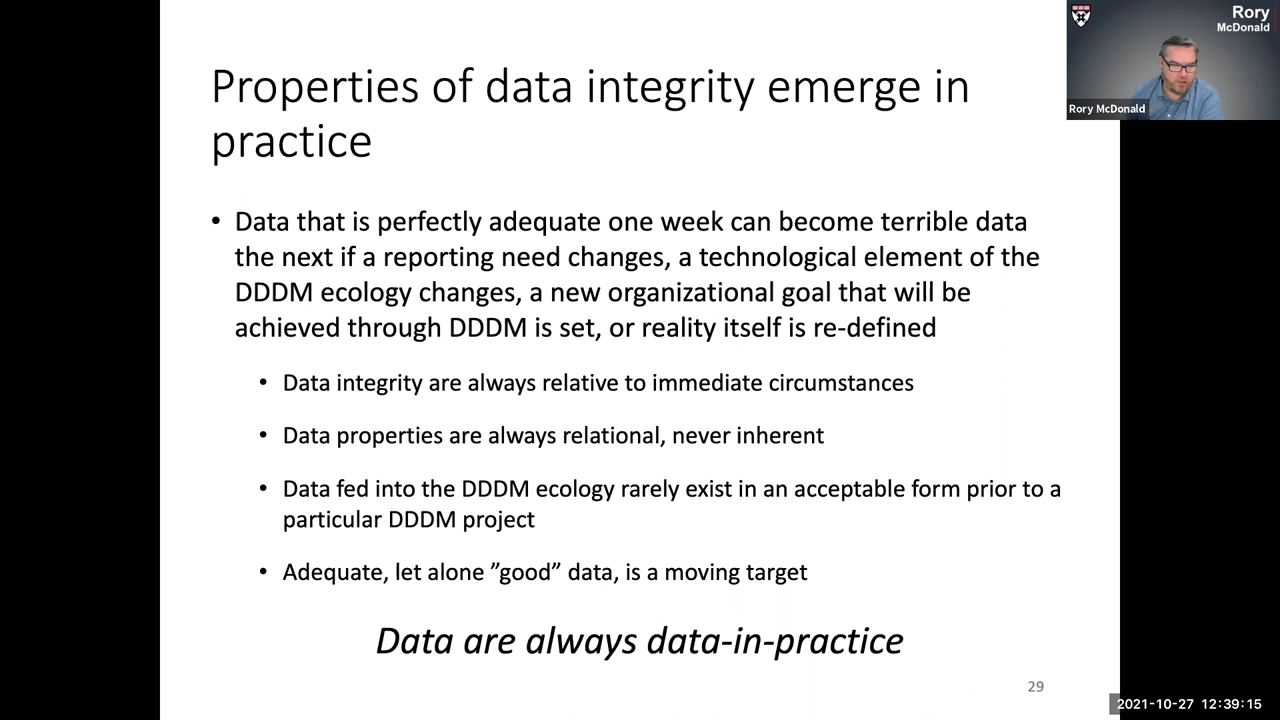 Properties of data integrity emerge in
practice
• Data that is perfectly adequate one week can become terrible data
the next if a reporting need changes, a technological element of the
DDDM ecology changes, a new organizational goal that will be
achieved through DDDM is set, or reality itself is re-defined
• Data integrity are always relative to immediate circumstances
• Data properties are always relational, never inherent
• Data fed into the DDDM ecology rarely exist in an acceptable form prior to a
particular DDDM project
• Adequate, let alone ”good” data, is a moving target
Data are always data-in-practice
29
Rory
McDonald
Rory McDonald
2021-10-27 12:39:15